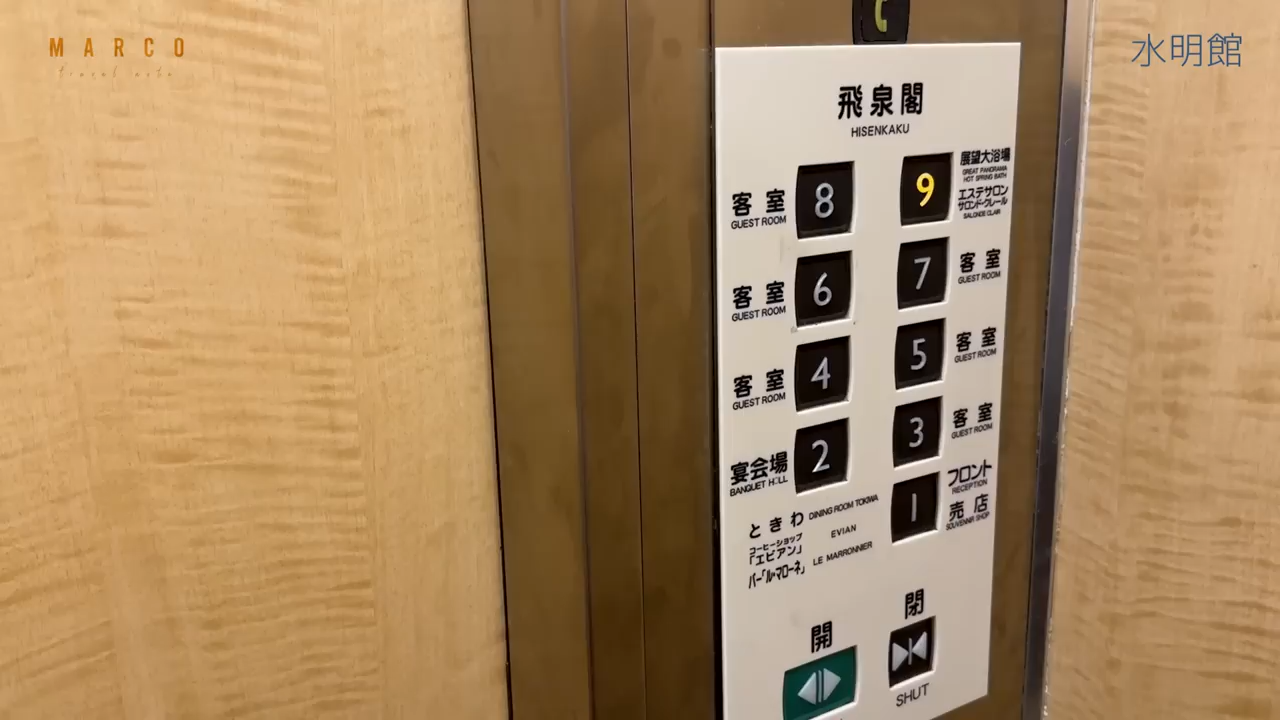 MARCO
travel note
水明館
飛泉閣
HISENKAKU
客室
GUEST ROOM
8
9
展望大浴場
GREAT PANORAMA
HOT SPRING BATH
エステサロン
サロンド・クレール
SALONDE CLAIR
客室
GUEST ROOM
6
7
客室
GUEST ROOM
客室
GUEST ROOM
4
5
客室
GUEST ROOM
宴会場
BANQUET HALL
2
3
客室
GUEST ROOM
1
フロント
RECEPTION
売店
SOUVENIR SHOP
ときわ DINING ROOM TOKIWA
コーヒーショップ
「エビアン」 EVIAN
バー「ル・マローネ」 LE MARRONNIER
開
閉
SHUT